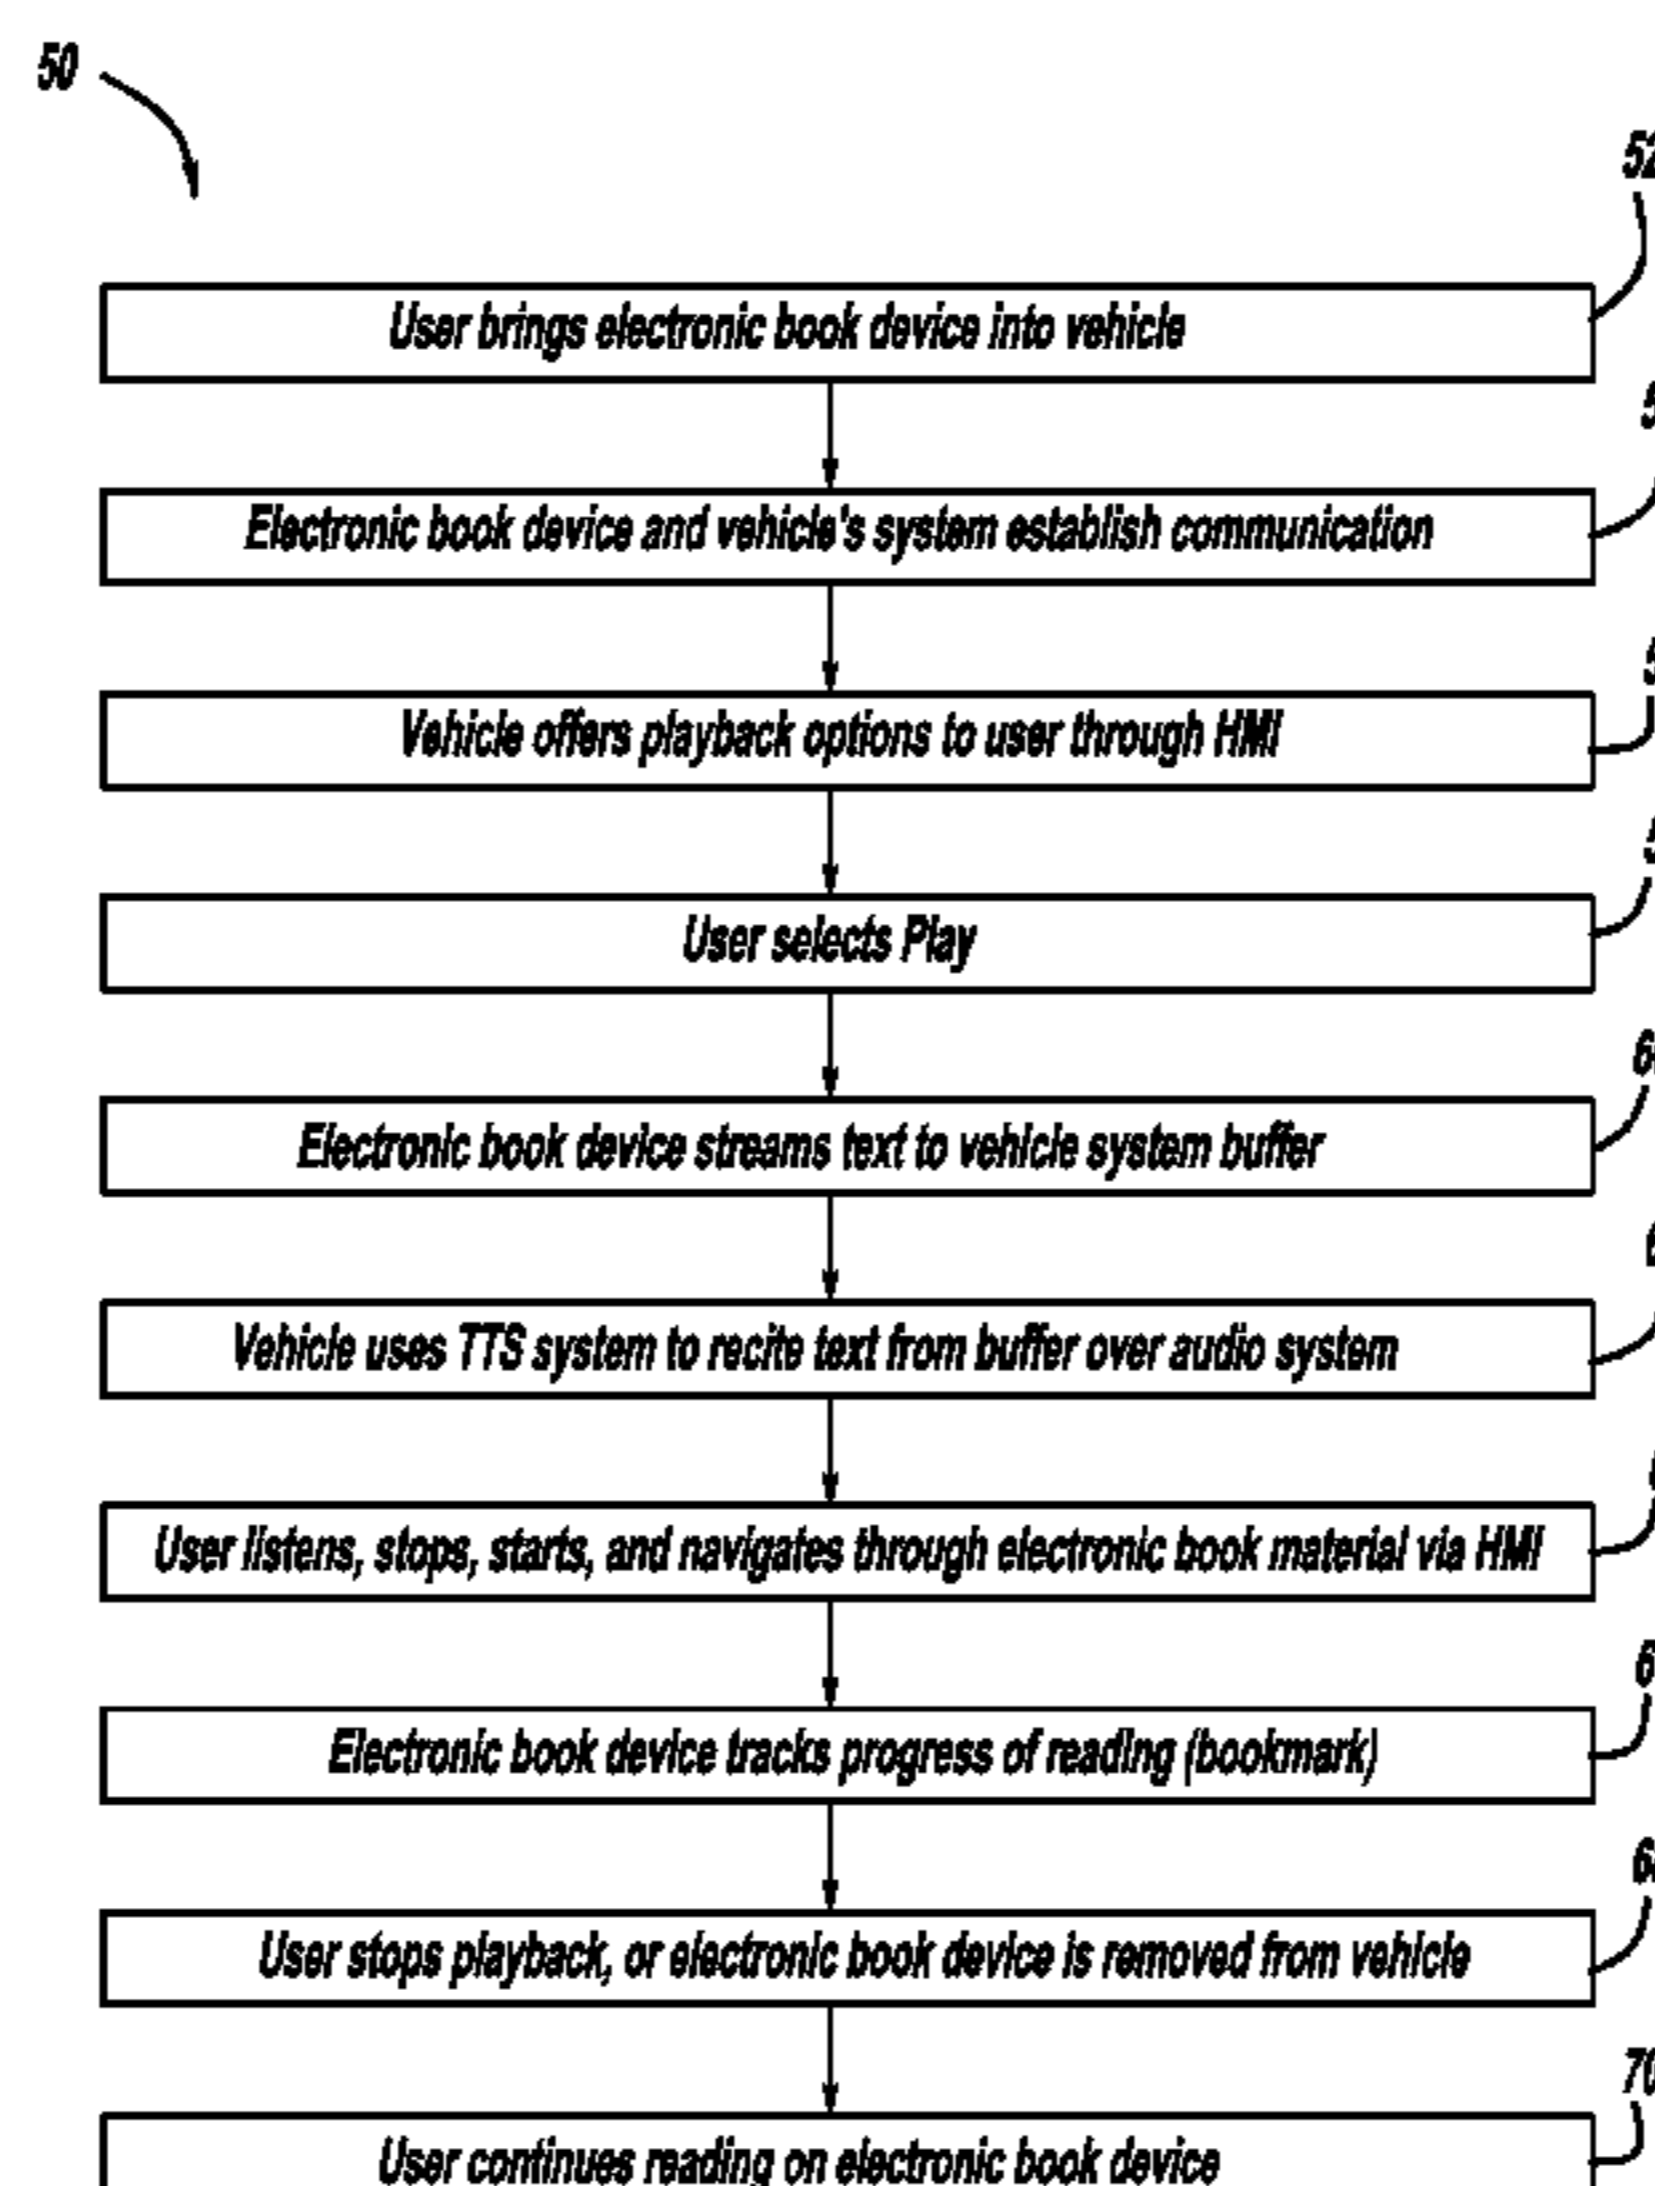 50
52
User brings electronic book device into vehicle
Electronic book device and vehicle's system establish communication
Vehicle offers playback options to user through HMI
User selects Play
Electronic book device streams text to vehicle system buffer
Vehicle uses TTS system to recite text from buffer over audio system
User listens, stops, starts, and navigates through electronic book material via HMI
Electronic book device tracks progress of reading (bookmark)
User stops playback, or electronic book device is removed from vehicle
70
User continues reading on electronic book device